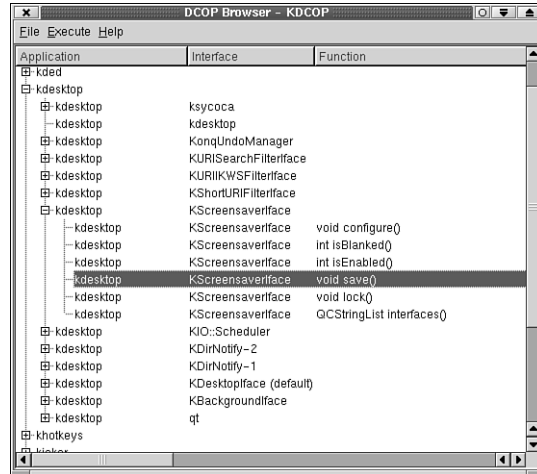 DCOP Browser - KDCOP
File Execute Help
Application Interface Function
kded
kdesktop
kdesktop ksycoca
kdesktop kdesktop
kdesktop KonqUndoManager
kdesktop KURISearchFilterIface
kdesktop KURIIKWSFilterIface
kdesktop KShortURIFilterIface
kdesktop KScreensaverIface
kdesktop KScreensaverIface void configure()
kdesktop KScreensaverIface int isBlanked()
kdesktop KScreensaverIface int isEnabled()
kdesktop KScreensaverIface void save()
kdesktop KScreensaverIface void lock()
kdesktop KScreensaverIface QCStringList interfaces()
kdesktop KIO::Scheduler
kdesktop KDirNotify-2
kdesktop KDirNotify-1
kdesktop KDesktopIface (default)
kdesktop KBackgroundIface
kdesktop qt
khotkeys
kicker